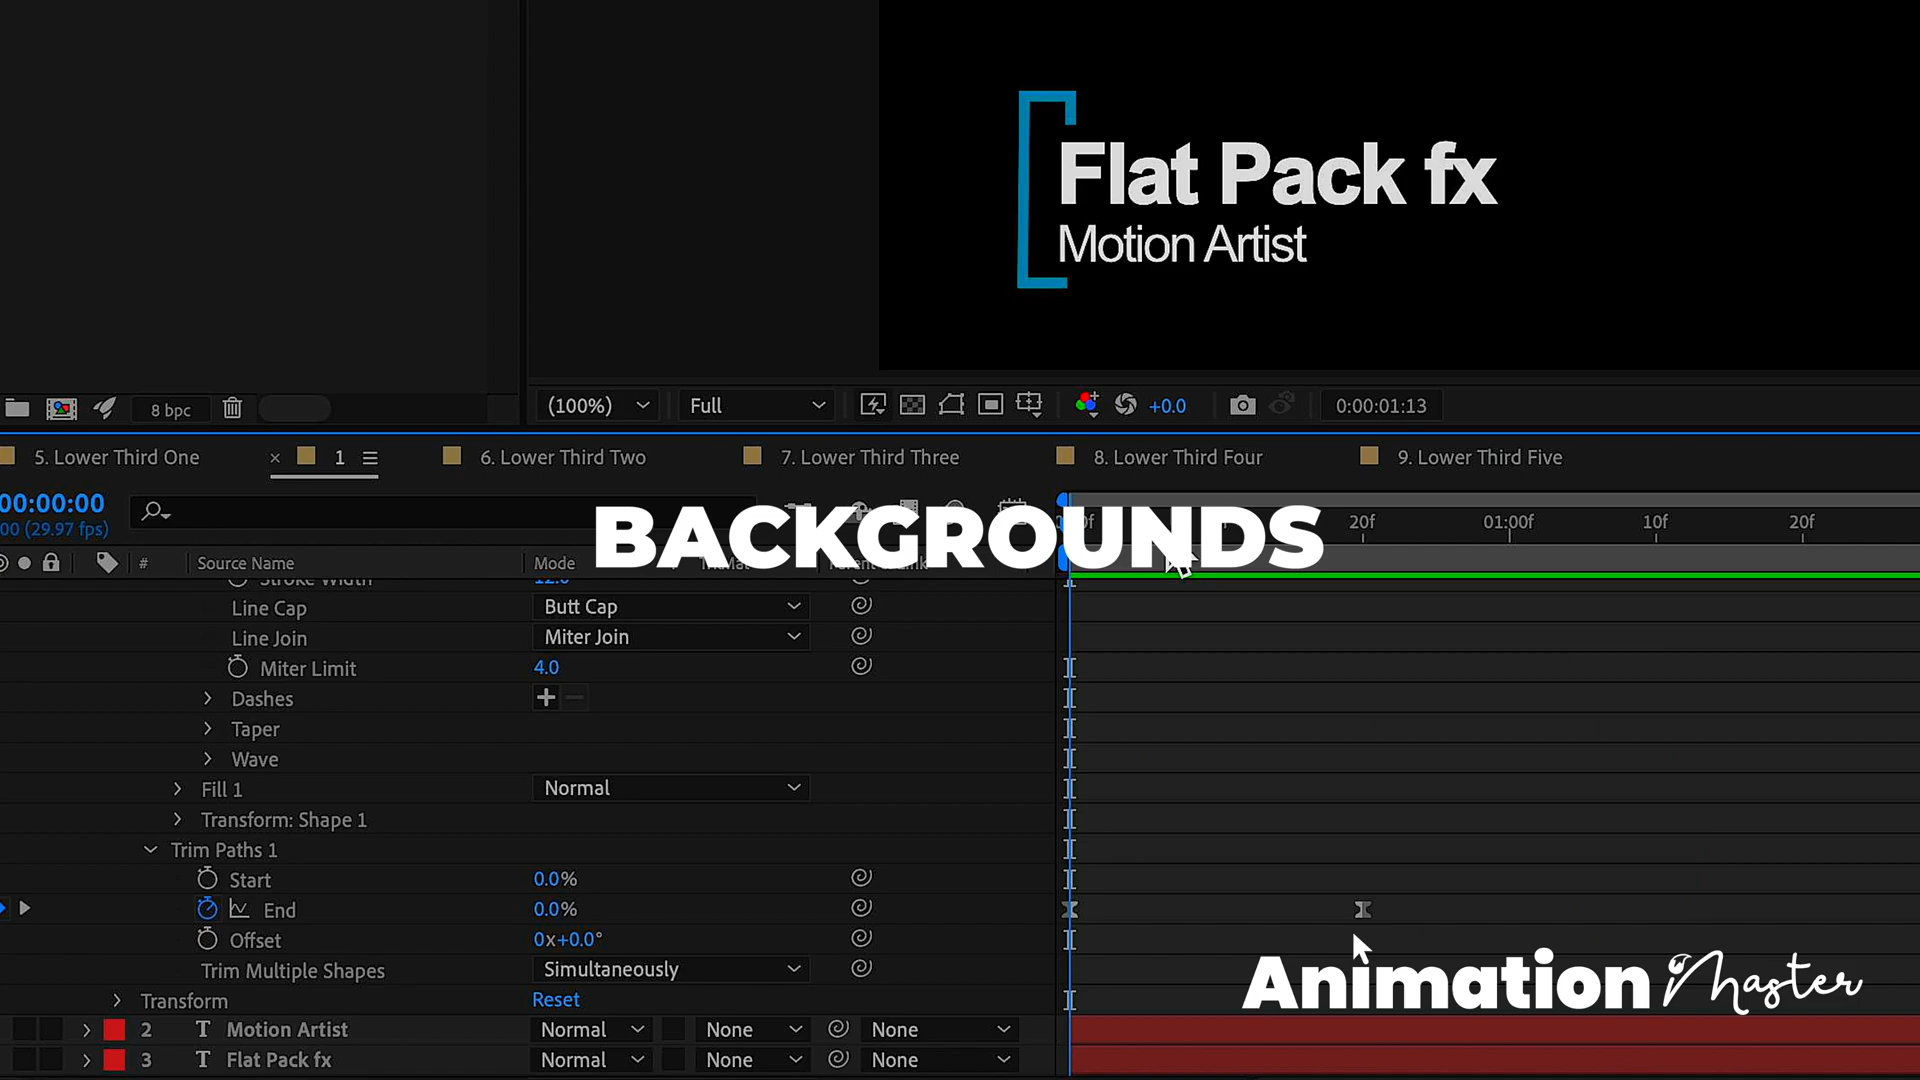 Flat Pack fx
Motion Artist
8 bpc
(100%)
Full
+0.0
0:00:01:13
5. Lower Third One
1
6. Lower Third Two
7. Lower Third Three
8. Lower Third Four
9. Lower Third Five
00:00:00
00 (29.97 fps)
BACKGROUNDS
20f
01:00f
10f
20f
#
Source Name
Mode
Stroke Width
12.0
Line Cap
Butt Cap
Line Join
Miter Join
Miter Limit
4.0
Dashes
Taper
Wave
Fill 1
Normal
Transform: Shape 1
Trim Paths 1
Start
0.0%
End
0.0%
Offset
0x+0.0°
Trim Multiple Shapes
Simultaneously
Animation Master
Transform
Reset
2
T
Motion Artist
Normal
None
None
3
T
Flat Pack fx
Normal
None
None